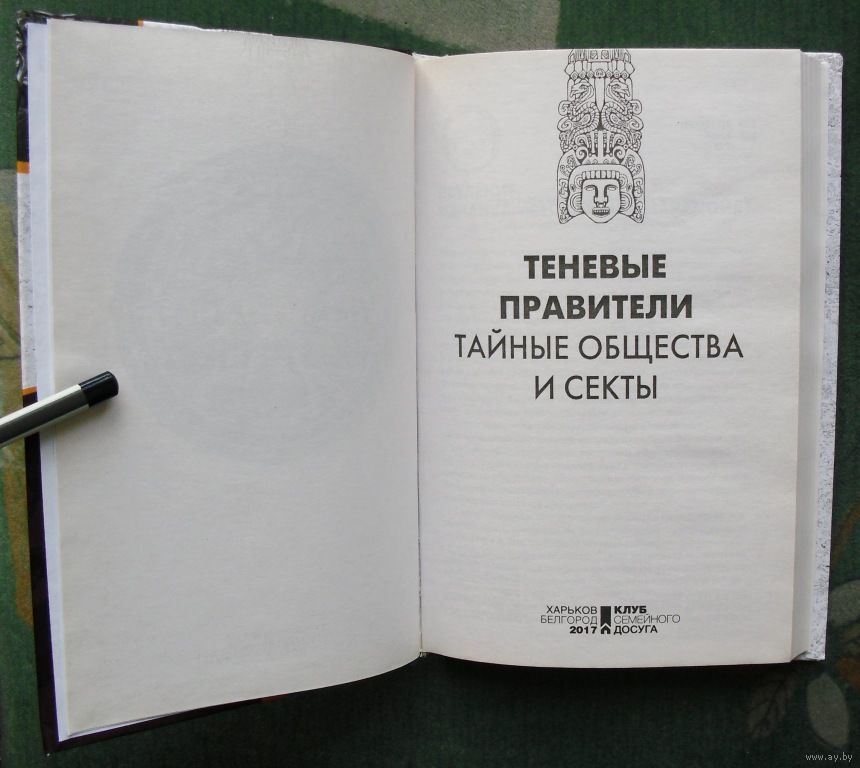 ТЕНЕВЫЕ
ПРАВИТЕЛИ
ТАЙНЫЕ ОБЩЕСТВА
И СЕКТЫ
ХАРЬКОВ
БЕЛГОРОД
2017
КЛУБ
СЕМЕЙНОГО
ДОСУГА
www.ay.by